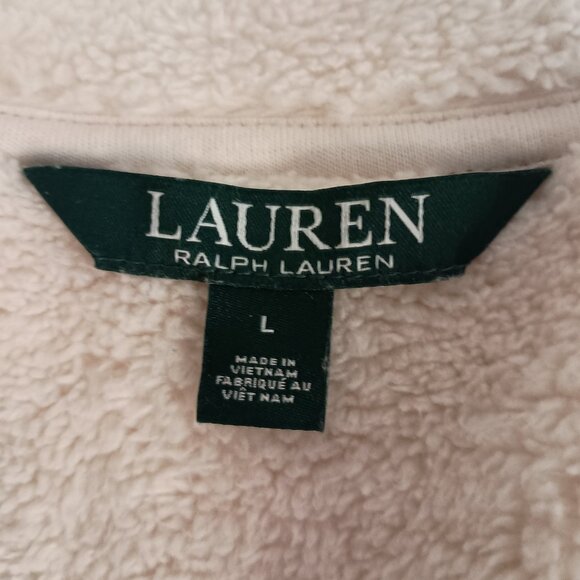 LAUREN
RALPH LAUREN
L
MADE IN
VIETNAM
FABRIQUÉ AU
VIÊT NAM